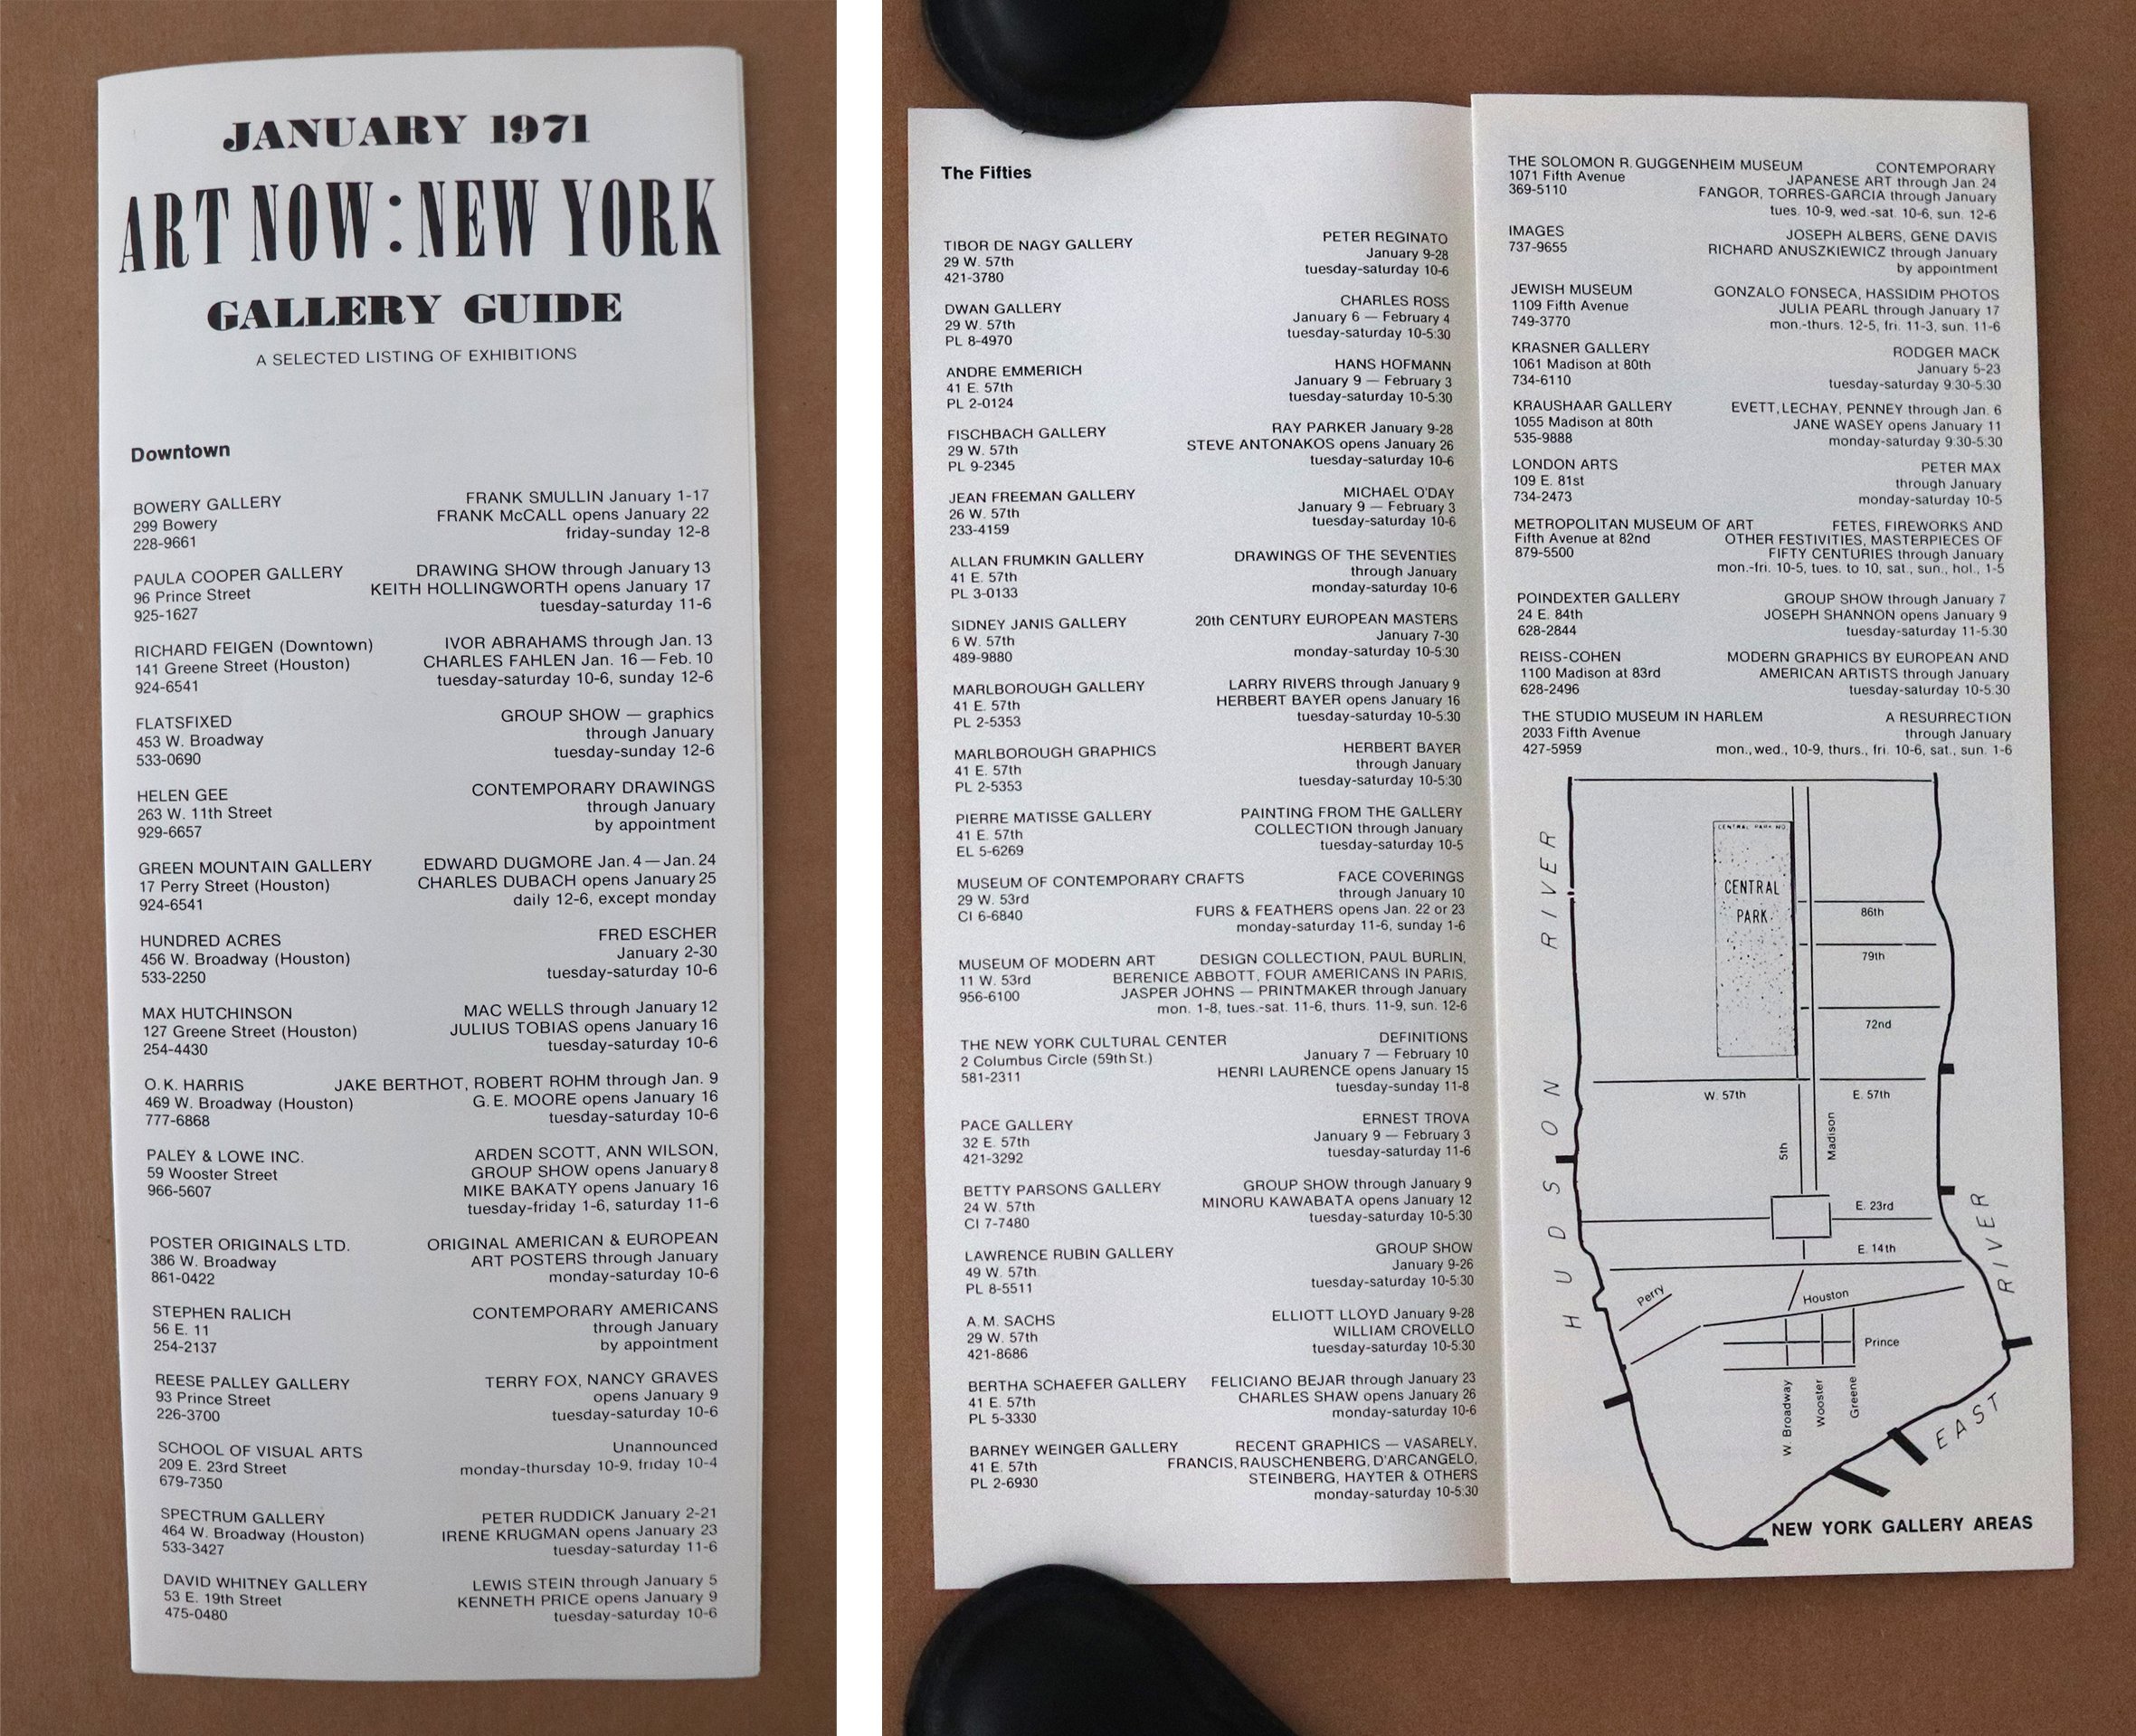 JANUARY 1971
ART NOW: NEW YORK
GALLERY GUIDE
A SELECTED LISTING OF EXHIBITIONS
Downtown
BOWERY GALLERY FRANK SMULLIN January 1-17
299 Bowery FRANK McCALL opens January 22
228-9661 friday-sunday 12-8
PAULA COOPER GALLERY DRAWING SHOW through January 13
96 Prince Street KEITH HOLLINGWORTH opens January 17
925-1627 tuesday-saturday 11-6
RICHARD FEIGEN (Downtown) IVOR ABRAHAMS through Jan. 13
141 Greene Street (Houston) CHARLES FAHLEN Jan. 16 — Feb. 10
924-6541 tuesday-saturday 10-6, sunday 12-6
FLATSFIXED GROUP SHOW — graphics
453 W. Broadway through January
533-0690 tuesday-sunday 12-6
HELEN GEE CONTEMPORARY DRAWINGS
263 W. 11th Street through January
929-6657 by appointment
GREEN MOUNTAIN GALLERY EDWARD DUGMORE Jan. 4 — Jan. 24
17 Perry Street (Houston) CHARLES DUBACH opens January 25
924-6541 daily 12-6, except monday
HUNDRED ACRES FRED ESCHER
456 W. Broadway (Houston) January 2-30
533-2250 tuesday-saturday 10-6
MAX HUTCHINSON MAC WELLS through January 12
127 Greene Street (Houston) JULIUS TOBIAS opens January 16
254-4430 tuesday-saturday 10-6
O.K. HARRIS JAKE BERTHOT, ROBERT ROHM through Jan. 9
469 W. Broadway (Houston) G.E. MOORE opens January 16
777-6868 tuesday-saturday 10-6
PALEY & LOWE INC. ARDEN SCOTT, ANN WILSON,
59 Wooster Street GROUP SHOW opens January 8
966-5607 MIKE BAKATY opens January 16
tuesday-friday 1-6, saturday 11-6
POSTER ORIGINALS LTD. ORIGINAL AMERICAN & EUROPEAN
386 W. Broadway ART POSTERS through January
861-0422 monday-saturday 10-6
STEPHEN RALICH CONTEMPORARY AMERICANS
56 E. 11 through January
254-2137 by appointment
REESE PALLEY GALLERY TERRY FOX, NANCY GRAVES
93 Prince Street opens January 9
226-3700 tuesday-saturday 10-6
SCHOOL OF VISUAL ARTS Unannounced
209 E. 23rd Street monday-thursday 10-9, friday 10-4
679-7350
SPECTRUM GALLERY PETER RUDDICK January 2-21
464 W. Broadway (Houston) IRENE KRUGMAN opens January 23
533-3427 tuesday-saturday 11-6
DAVID WHITNEY GALLERY LEWIS STEIN through January 5
53 E. 19th Street KENNETH PRICE opens January 9
475-0480 tuesday-saturday 10-6
The Fifties
TIBOR DE NAGY GALLERY PETER REGINATO
29 W. 57th January 9-28
421-3780 tuesday-saturday 10-6
DWAN GALLERY CHARLES ROSS
29 W. 57th January 6 — February 4
PL 8-4970 tuesday-saturday 10-5:30
ANDRE EMMERICH HANS HOFMANN
41 E. 57th January 9 — February 3
PL 2-0124 tuesday-saturday 10-5:30
FISCHBACH GALLERY RAY PARKER January 9-28
29 W. 57th STEVE ANTONAKOS opens January 26
PL 9-2345 tuesday-saturday 10-6
JEAN FREEMAN GALLERY MICHAEL O'DAY
26 W. 57th January 9 — February 3
233-4159 tuesday-saturday 10-6
ALLAN FRUMKIN GALLERY DRAWINGS OF THE SEVENTIES
41 E. 57th through January
PL 3-0133 monday-saturday 10-6
SIDNEY JANIS GALLERY 20th CENTURY EUROPEAN MASTERS
6 W. 57th January 7-30
489-9880 monday-saturday 10-5:30
MARLBOROUGH GALLERY LARRY RIVERS through January 9
41 E. 57th HERBERT BAYER opens January 16
PL 2-5353 tuesday-saturday 10-5:30
MARLBOROUGH GRAPHICS HERBERT BAYER
41 E. 57th through January
PL 2-5353 tuesday-saturday 10-5:30
PIERRE MATISSE GALLERY PAINTING FROM THE GALLERY
41 E. 57th COLLECTION through January
EL 5-6269 tuesday-saturday 10-5
MUSEUM OF CONTEMPORARY CRAFTS FACE COVERINGS
29 W. 53rd through January 10
CI 6-6840 FURS & FEATHERS opens Jan. 22 or 23
monday-saturday 11-6, sunday 1-6
MUSEUM OF MODERN ART DESIGN COLLECTION, PAUL BURLIN,
11 W. 53rd BERENICE ABBOTT, FOUR AMERICANS IN PARIS,
956-6100 JASPER JOHNS — PRINTMAKER through January
mon. 1-8, tues.-sat. 11-6, thurs. 11-9, sun. 12-6
THE NEW YORK CULTURAL CENTER DEFINITIONS
2 Columbus Circle (59th St.) January 7 — February 10
581-2311 HENRI LAURENCE opens January 15
tuesday-sunday 11-8
PACE GALLERY ERNEST TROVA
32 E. 57th January 9 — February 3
421-3292 tuesday-saturday 11-6
BETTY PARSONS GALLERY GROUP SHOW through January 9
24 W. 57th MINORU KAWABATA opens January 12
CI 7-7480 tuesday-saturday 10-5:30
LAWRENCE RUBIN GALLERY GROUP SHOW
49 W. 57th January 9-26
PL 8-5511 tuesday-saturday 10-5:30
A.M. SACHS ELLIOTT LLOYD January 9-28
29 W. 57th WILLIAM CROVELLO
421-8686 tuesday-saturday 10-5:30
BERTHA SCHAEFER GALLERY FELICIANO BEJAR through January 23
41 E. 57th CHARLES SHAW opens January 26
PL 5-3330 monday-saturday 10-6
BARNEY WEINGER GALLERY RECENT GRAPHICS — VASARELY,
41 E. 57th FRANCIS, RAUSCHENBERG, D'ARCANGELO,
PL 2-6930 STEINBERG, HAYTER & OTHERS
monday-saturday 10-5:30
THE SOLOMON R. GUGGENHEIM MUSEUM CONTEMPORARY
1071 Fifth Avenue JAPANESE ART through Jan. 24
369-5110 FANGOR, TORRES-GARCIA through January
tues. 10-9, wed.-sat. 10-6, sun. 12-6
IMAGES JOSEPH ALBERS, GENE DAVIS
737-9655 RICHARD ANUSZKIEWICZ through January
by appointment
JEWISH MUSEUM GONZALO FONSECA, HASSIDIM PHOTOS
1109 Fifth Avenue JULIA PEARL through January 17
749-3770 mon.-thurs. 12-5, fri. 11-3, sun. 11-6
KRASNER GALLERY RODGER MACK
1061 Madison at 80th January 5-23
734-6110 tuesday-saturday 9:30-5:30
KRAUSHAAR GALLERY EVETT, LECHAY, PENNEY through Jan. 6
1055 Madison at 80th JANE WASEY opens January 11
535-9888 monday-saturday 9:30-5:30
LONDON ARTS PETER MAX
109 E. 81st through January
734-2473 monday-saturday 10-5
METROPOLITAN MUSEUM OF ART FETES, FIREWORKS AND
Fifth Avenue at 82nd OTHER FESTIVITIES, MASTERPIECES OF
879-5500 FIFTY CENTURIES through January
mon.-fri. 10-5, tues. to 10, sat., sun., hol., 1-5
POINDEXTER GALLERY GROUP SHOW through January 7
24 E. 84th JOSEPH SHANNON opens January 9
628-2844 tuesday-saturday 11-5:30
REISS-COHEN MODERN GRAPHICS BY EUROPEAN AND
1100 Madison at 83rd AMERICAN ARTISTS through January
628-2496 tuesday-saturday 10-5:30
THE STUDIO MUSEUM IN HARLEM A RESURRECTION
2033 Fifth Avenue through January
427-5959 mon., wed., 10-9, thurs., fri. 10-6, sat., sun. 1-6
CENTRAL PARK NO.
CENTRAL
PARK
86th
79th
72nd
W. 57th E. 57th
5th
Madison
E. 23rd
E. 14th
Perry
Houston
Prince
W. Broadway
Wooster
Greene
HUDSON RIVER
EAST RIVER
NEW YORK GALLERY AREAS